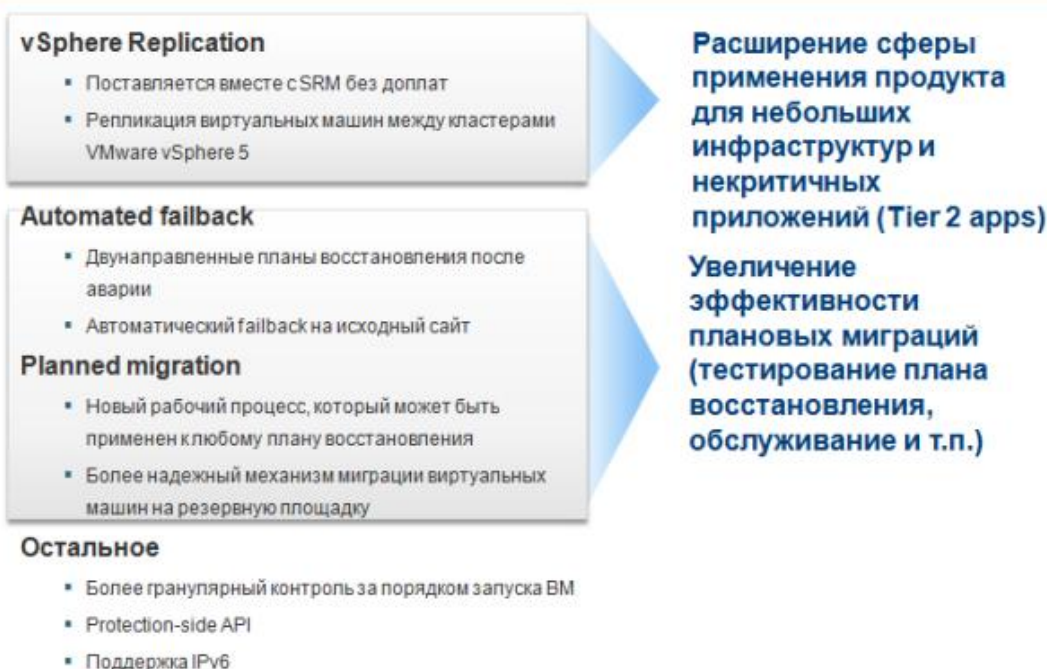 vSphere Replication
Поставляется вместе с SRM без доплат
Репликация виртуальных машин между кластерами
VMware vSphere 5
Расширение сферы
применения продукта
для небольших
инфраструктур и
некритичных
приложений (Tier 2 apps)
Automated failback
Двунаправленные планы восстановления после
аварии
Автоматический failback на исходный сайт
Planned migration
Новый рабочий процесс, который может быть
применен к любому плану восстановления
Более надежный механизм миграции виртуальных
машин на резервную площадку
Увеличение
эффективности
плановых миграций
(тестирование плана
восстановления,
обслуживание и т.п.)
Остальное
Более гранулярный контроль за порядком запуска ВМ
Protection-side API
Поддержка IPv6